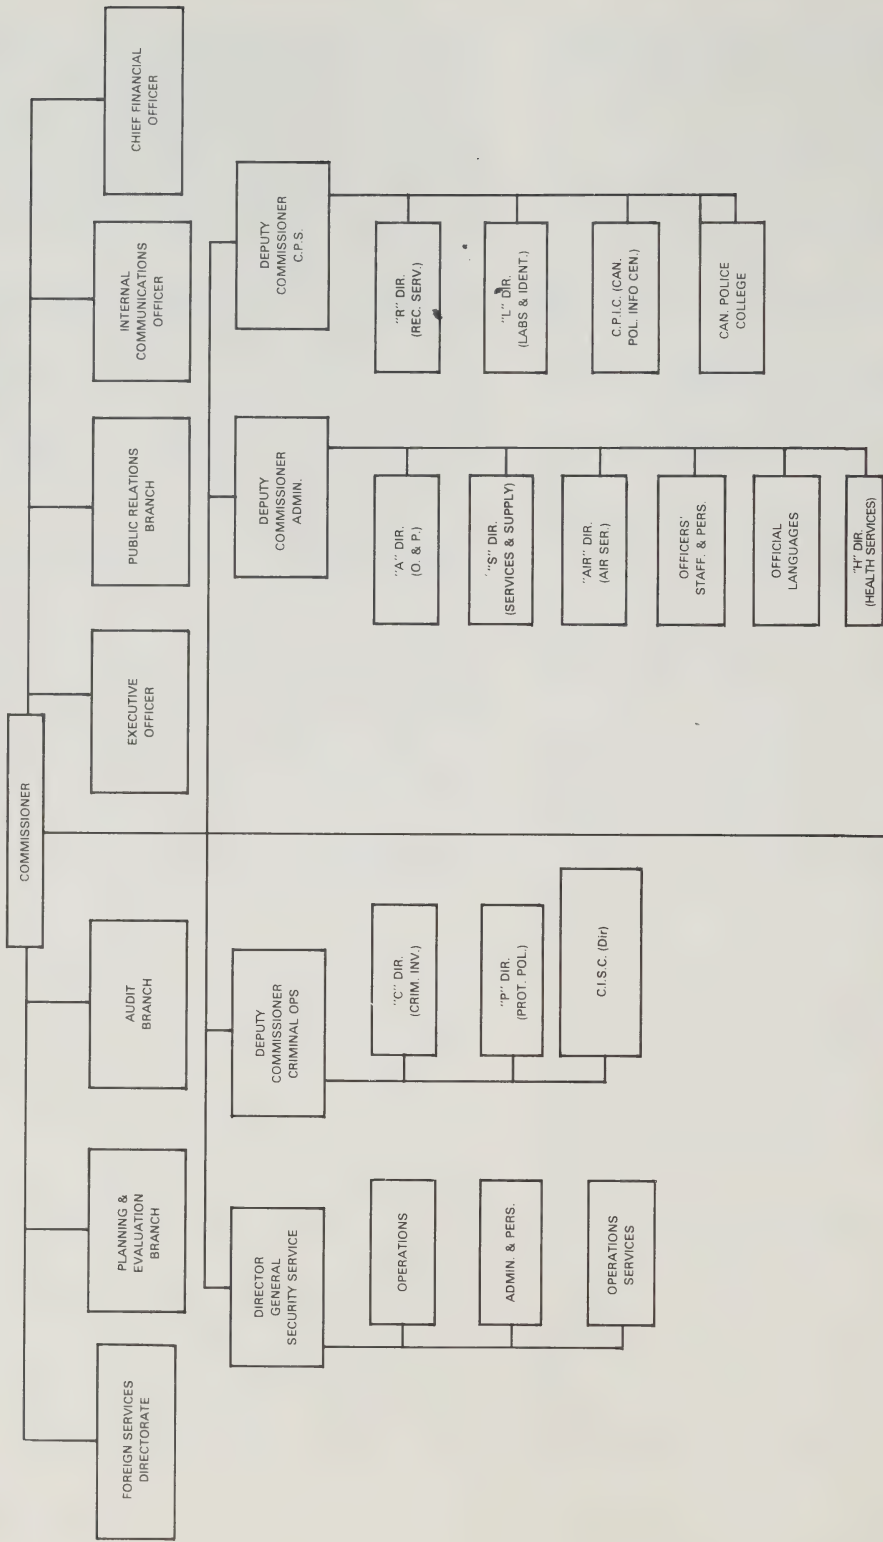 COMMISSIONER
FOREIGN SERVICES
DIRECTORATE
PLANNING &
EVALUATION
BRANCH
AUDIT
BRANCH
EXECUTIVE
OFFICER
PUBLIC RELATIONS
BRANCH
INTERNAL
COMMUNICATIONS
OFFICER
CHIEF FINANCIAL
OFFICER
DIRECTOR
GENERAL
SECURITY SERVICE
OPERATIONS
ADMIN. & PERS.
OPERATIONS
SERVICES
DEPUTY
COMMISSIONER
CRIMINAL OPS
"C" DIR.
(CRIM. INV.)
"P" DIR.
(PROT. POL.)
C.I.S.C. (Dir)
DEPUTY
COMMISSIONER
ADMIN.
"A" DIR.
(O. & P.)
"S" DIR.
(SERVICES & SUPPLY)
"AIR" DIR.
(AIR SER.)
OFFICERS'
STAFF. & PERS.
OFFICIAL
LANGUAGES
"H" DIR.
(HEALTH SERVICES)
DEPUTY
COMMISSIONER
C.P.S.
"R" DIR.
(REC. SERV.)
"L" DIR.
(LABS & IDENT.)
C.P.I.C. (CAN.
POL. INFO CEN.)
CAN. POLICE
COLLEGE